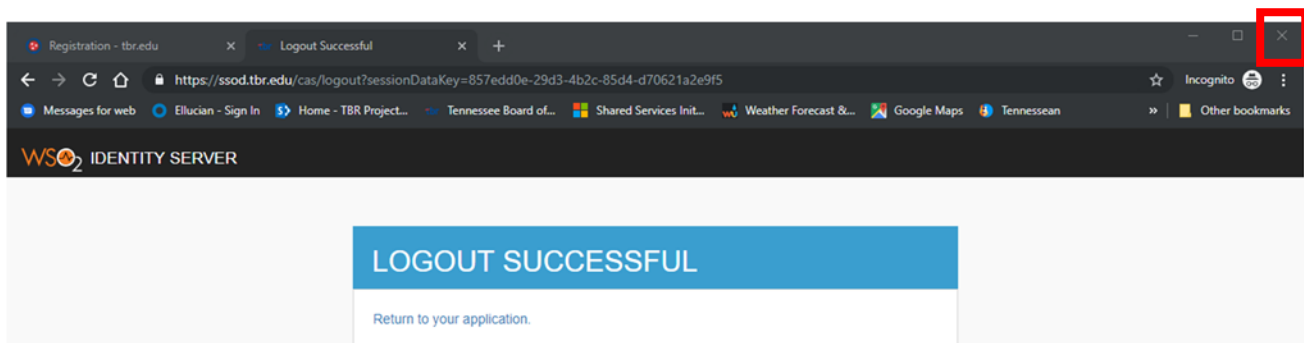 Registration - tbr.edu
Logout Successful
https://ssod.tbr.edu/cas/logout?sessionDataKey=857edd0e-29d3-4b2c-85d4-d70621a2e9f5
Incognito
Messages for web
Ellucian - Sign In
Home - TBR Project...
Tennessee Board of...
Shared Services Init...
Weather Forecast &...
Google Maps
Tennessean
»
Other bookmarks
WSO2 IDENTITY SERVER
LOGOUT SUCCESSFUL
Return to your application.